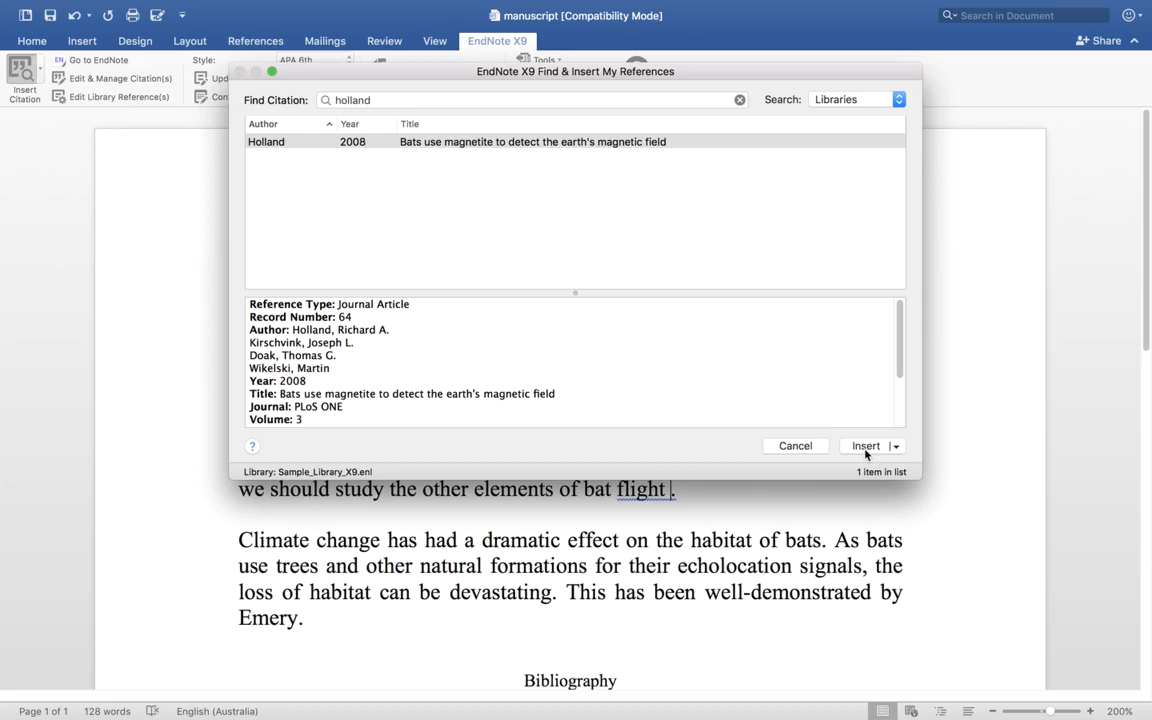 manuscript [Compatibility Mode]
Search in Document
Home Insert Design Layout References Mailings Review View EndNote X9
Share
Insert Citation
Go to EndNote
Edit & Manage Citation(s)
Edit Library Reference(s)
Style: APA 6th
Tools
EndNote X9 Find & Insert My References
Find Citation: holland
Search: Libraries
Author Year Title
Holland 2008 Bats use magnetite to detect the earth's magnetic field
Reference Type: Journal Article
Record Number: 64
Author: Holland, Richard A.
Kirschvink, Joseph L.
Doak, Thomas G.
Wikelski, Martin
Year: 2008
Title: Bats use magnetite to detect the earth's magnetic field
Journal: PLoS ONE
Volume: 3
?
Cancel
Insert
Library: Sample_Library_X9.enl
1 item in list
we should study the other elements of bat flight .
Climate change has had a dramatic effect on the habitat of bats. As bats
use trees and other natural formations for their echolocation signals, the
loss of habitat can be devastating. This has been well-demonstrated by
Emery.
Bibliography
Page 1 of 1 128 words English (Australia) 200%